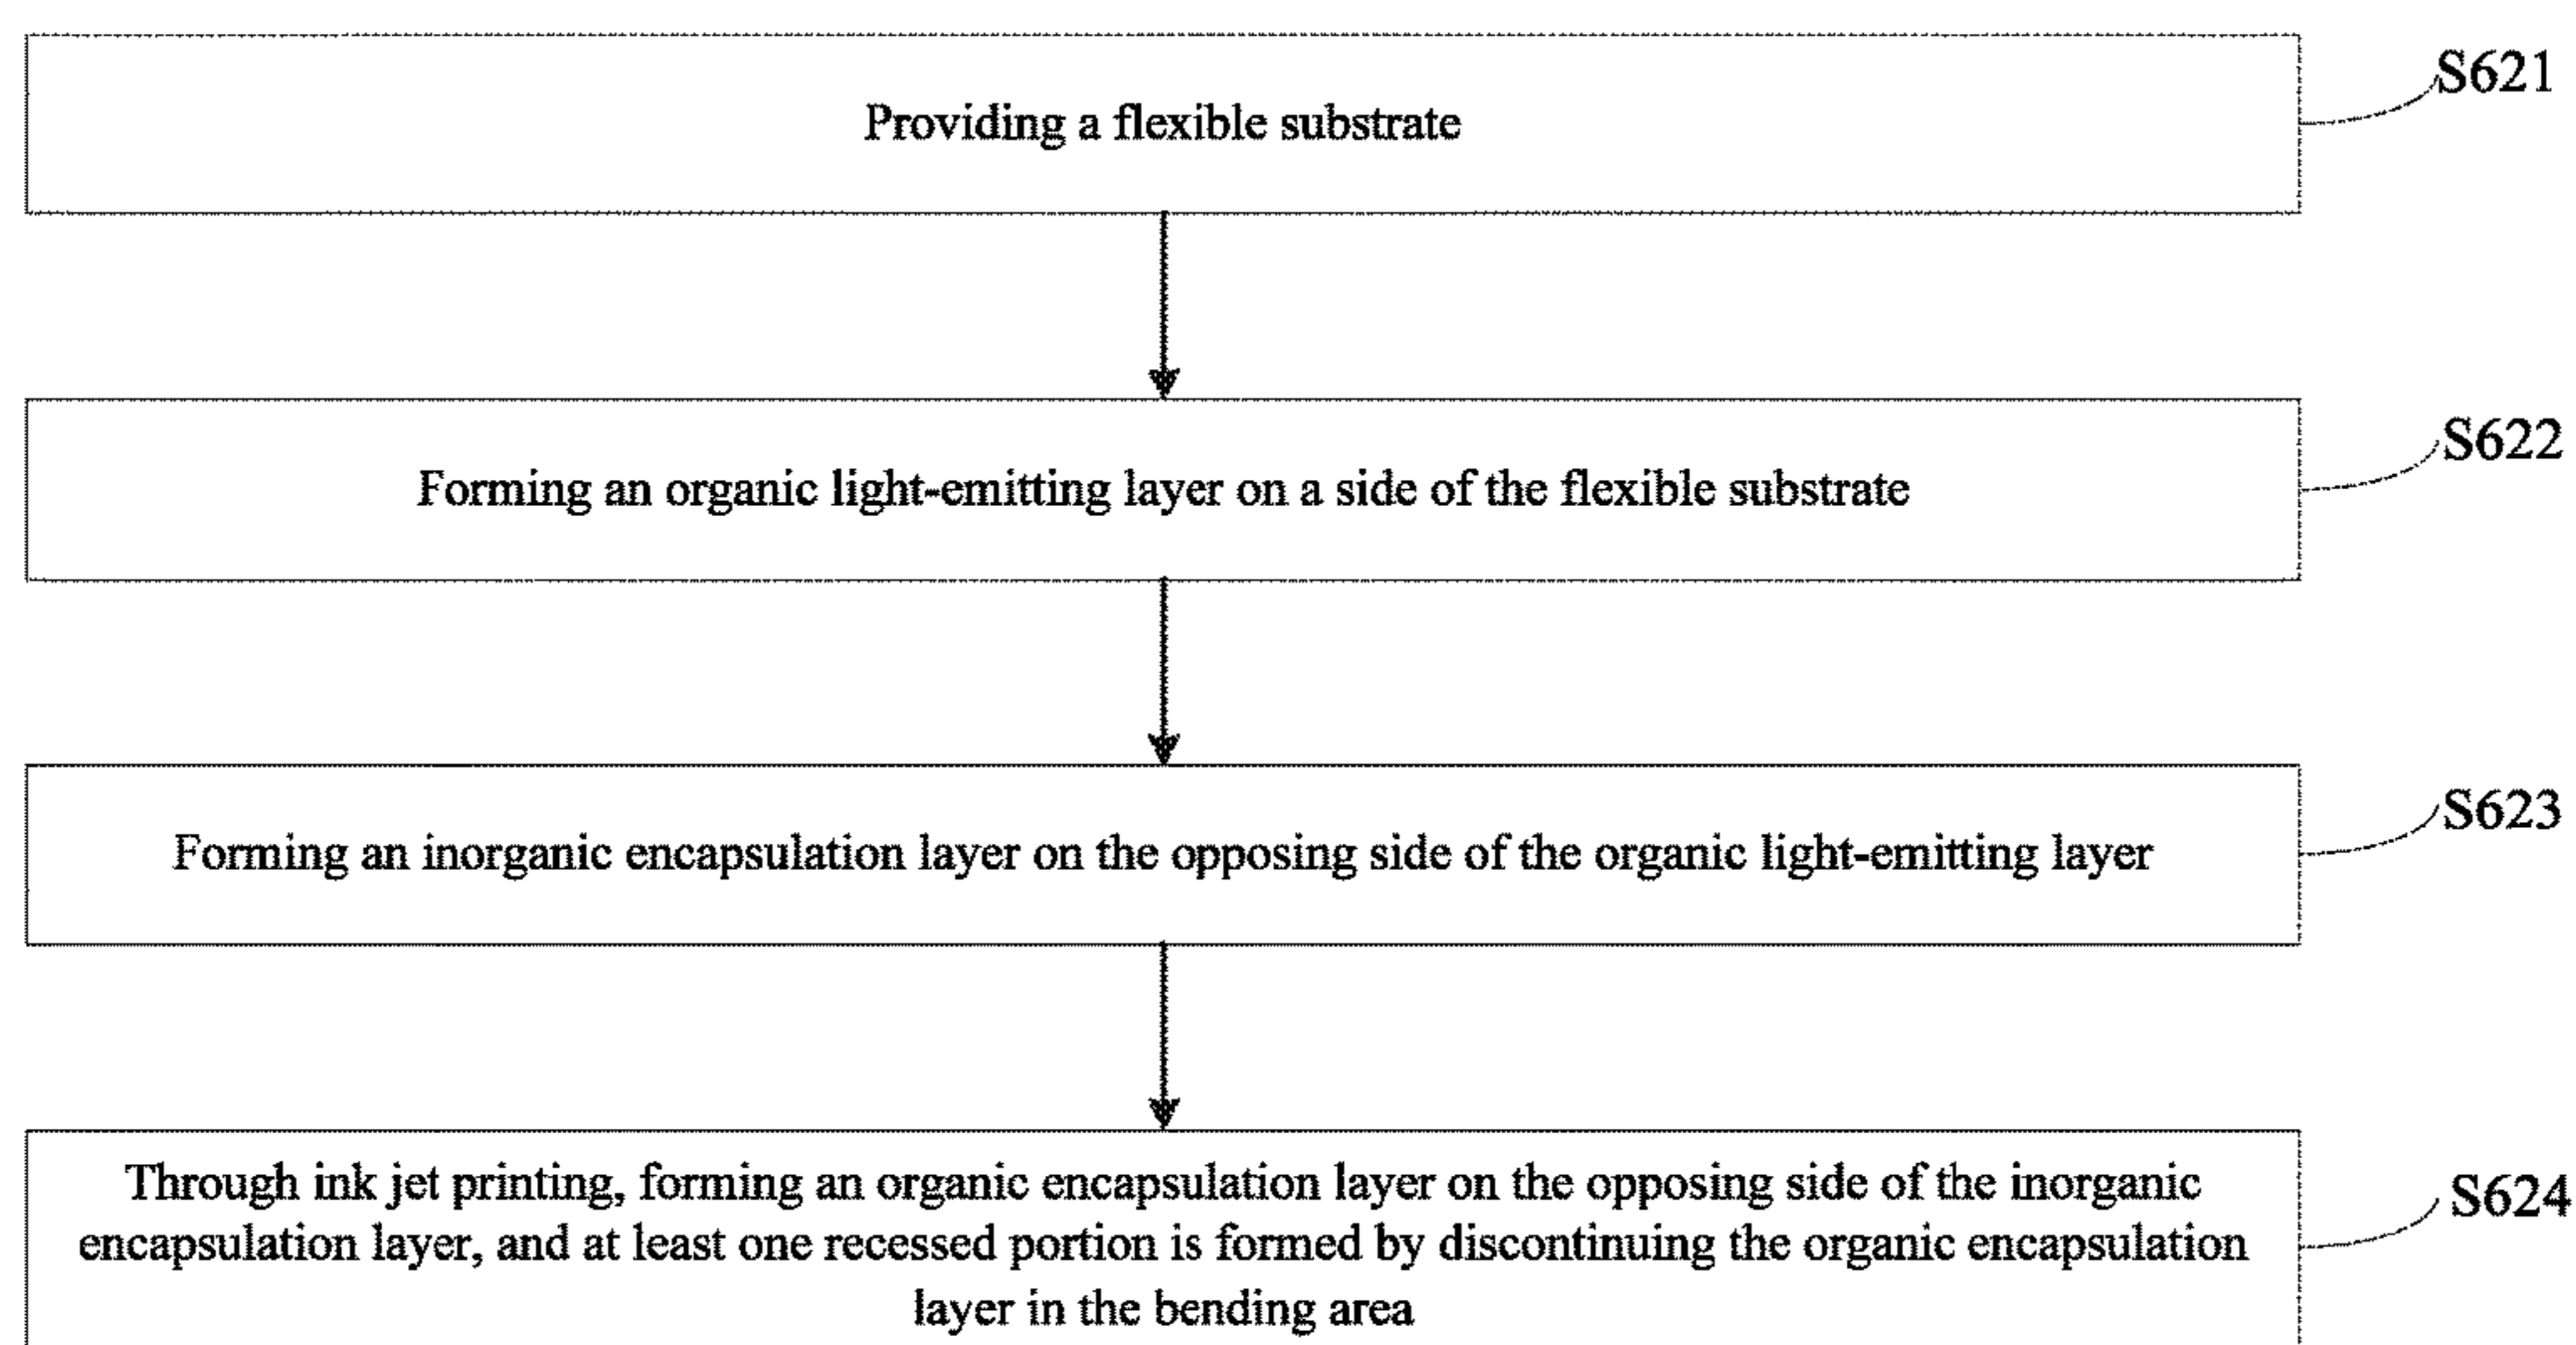 Providing a flexible substrate
S621
Forming an organic light-emitting layer on a side of the flexible substrate
S622
Forming an inorganic encapsulation layer on the opposing side of the organic light-emitting layer
S623
Through ink jet printing, forming an organic encapsulation layer on the opposing side of the inorganic
encapsulation layer, and at least one recessed portion is formed by discontinuing the organic encapsulation
layer in the bending area
S624